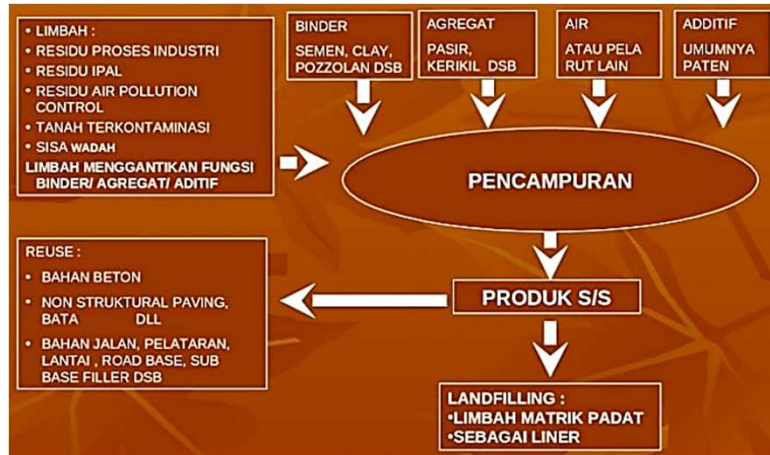 • LIMBAH :
• RESIDU PROSES INDUSTRI
• RESIDU IPAL
• RESIDU AIR POLLUTION
CONTROL
• TANAH TERKONTAMINASI
• SISA WADAH
LIMBAH MENGGANTIKAN FUNGSI
BINDER/ AGREGAT/ ADITIF
BINDER
SEMEN, CLAY,
POZZOLAN DSB
AGREGAT
PASIR,
KERIKIL DSB
AIR
ATAU PELA
RUT LAIN
ADDITIF
UMUMNYA
PATEN
PENCAMPURAN
PRODUK S/S
REUSE :
• BAHAN BETON
• NON STRUKTURAL PAVING,
BATA DLL
• BAHAN JALAN, PELATARAN,
LANTAI , ROAD BASE, SUB
BASE FILLER DSB
LANDFILLING :
•LIMBAH MATRIK PADAT
•SEBAGAI LINER